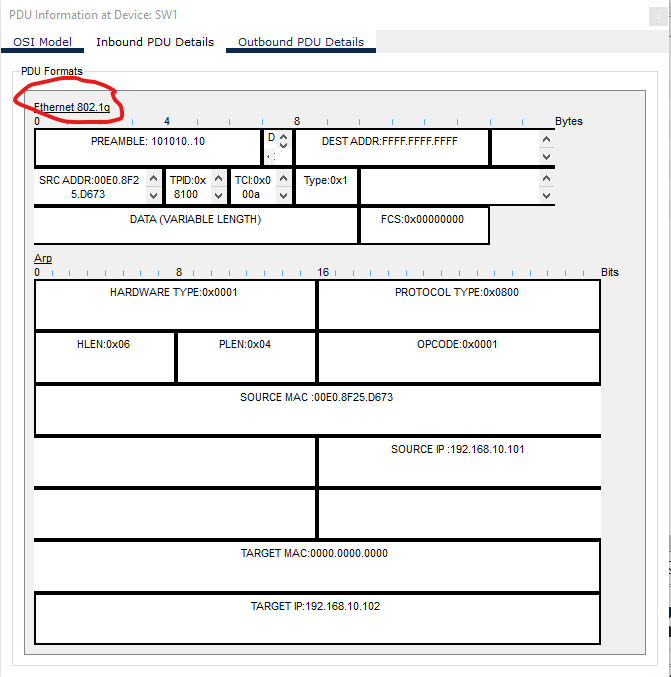 PDU Information at Device: SW1
OSI Model Inbound PDU Details Outbound PDU Details
PDU Formats
Ethernet 802.1q
0 4 8 Bytes
PREAMBLE: 101010..10 D DEST ADDR:FFFF.FFFF.FFFF
SRC ADDR:00E0.8F2
5.D673
TPID:0x
8100
TCI:0x0
00a
Type:0x1
DATA (VARIABLE LENGTH) FCS:0x00000000
Arp
0 8 16 Bits
HARDWARE TYPE:0x0001 PROTOCOL TYPE:0x0800
HLEN:0x06 PLEN:0x04 OPCODE:0x0001
SOURCE MAC :00E0.8F25.D673
SOURCE IP :192.168.10.101
TARGET MAC:0000.0000.0000
TARGET IP:192.168.10.102